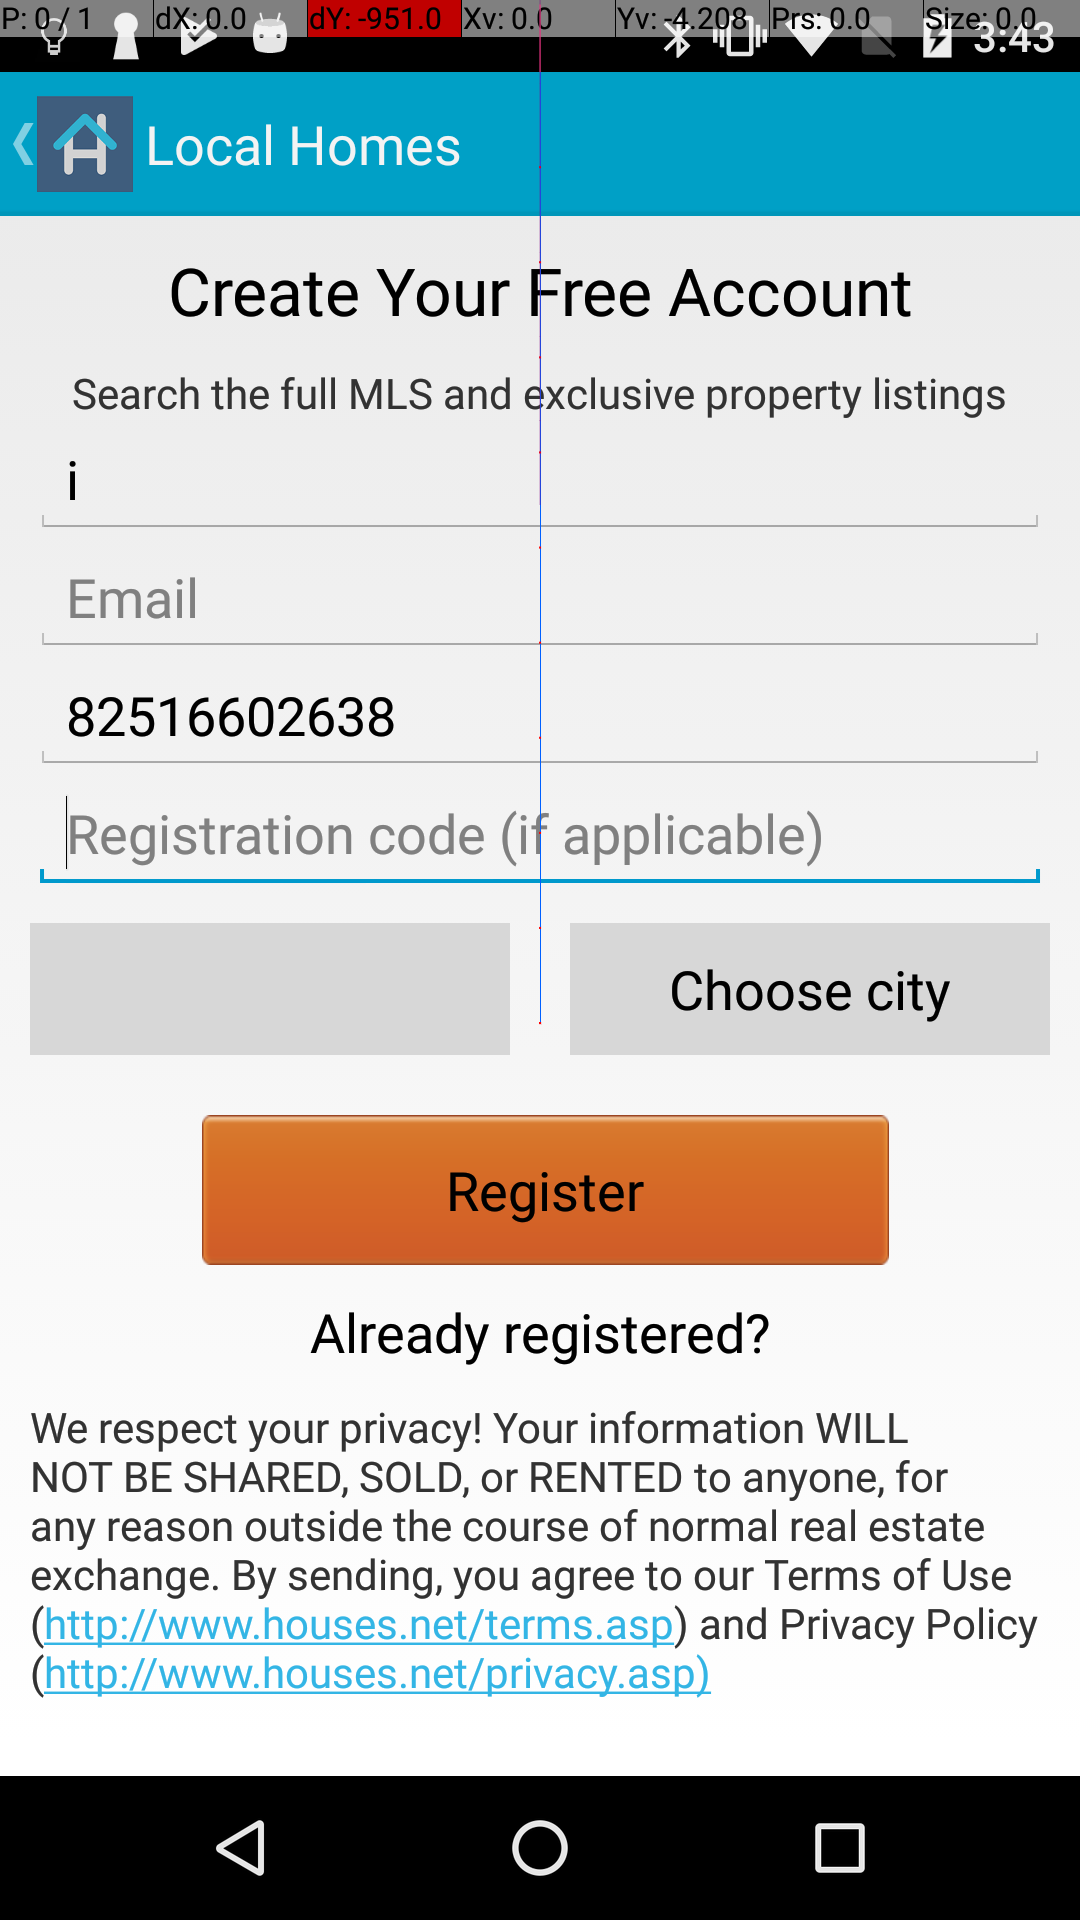 P: 0 / 1 dX: 0.0 dY: -951.0 Xv: 0.0 Yv: -4.208 Prs: 0.0 Size: 0.0
3:43
Local Homes
Create Your Free Account
Search the full MLS and exclusive property listings
i
Email
82516602638
Registration code (if applicable)
Choose city
Register
Already registered?
We respect your privacy! Your information WILL
NOT BE SHARED, SOLD, or RENTED to anyone, for
any reason outside the course of normal real estate
exchange. By sending, you agree to our Terms of Use
(http://www.houses.net/terms.asp) and Privacy Policy
(http://www.houses.net/privacy.asp)